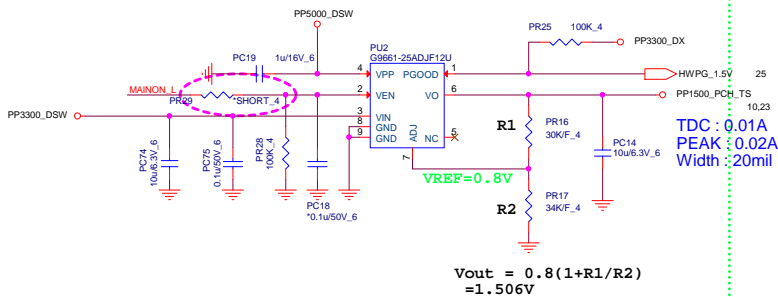 PP5000_DSW
PR25
100K_4
PP3300_DX
PC19
1u/16V_6
PU2
G9661-25ADJF12U
4
VPP
PGOOD
1
HWPG_1.5V
25
MAINON_L
PR29
*SHORT_4
2
VEN
VO
6
PP1500_PCH_TS
10,23
PP3300_DSW
3
VIN
8
GND
9
GND
ADJ
NC
5
7
PC74
10u/6.3V_6
PC75
0.1u/50V_6
PR28
100K_4
PC18
*0.1u/50V_6
R1
PR16
30K/F_4
PC14
10u/6.3V_6
TDC : 0.01A
PEAK : 0.02A
Width : 20mil
VREF=0.8V
R2
PR17
34K/F_4
Vout = 0.8(1+R1/R2)
=1.506V